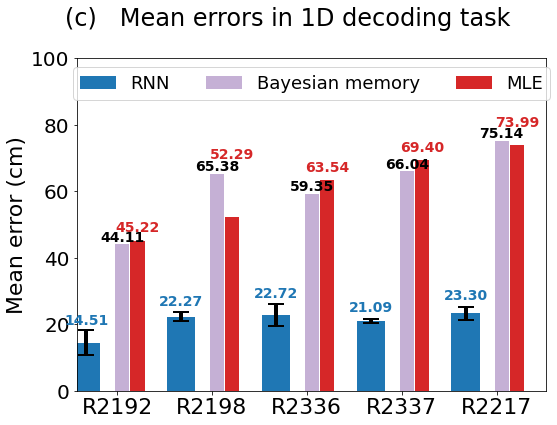 (c) Mean errors in 1D decoding task
RNN Bayesian memory MLE
Mean error (cm)
100
80
60
40
20
0
14.51 44.11 45.22
22.27 65.38 52.29
22.72 59.35 63.54
21.09 66.04 69.40
23.30 75.14 73.99
R2192 R2198 R2336 R2337 R2217